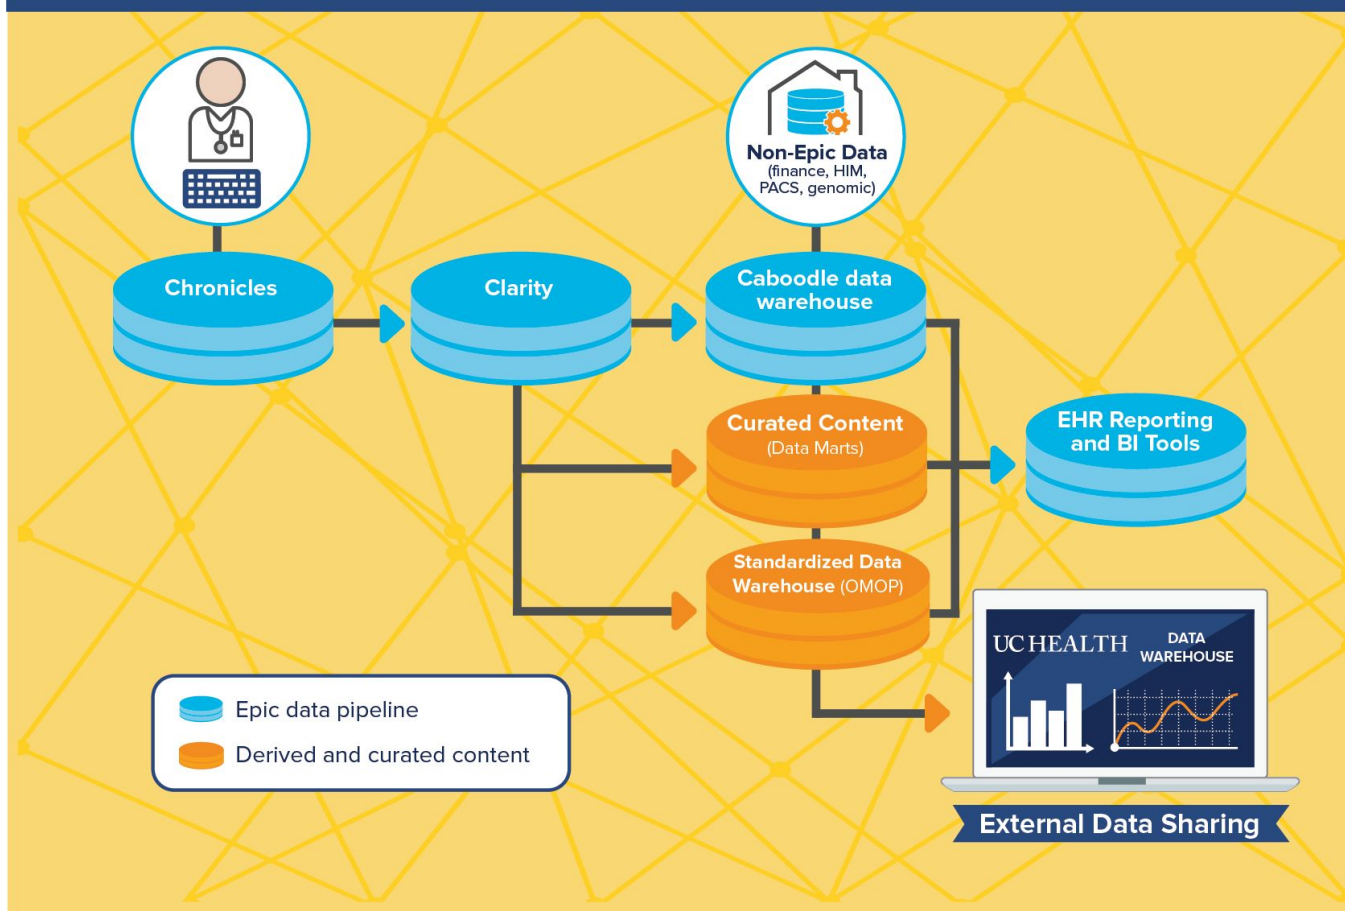 Non-Epic Data
(finance, HIM,
PACS, genomic)
Chronicles
Clarity
Caboodle data
warehouse
Curated Content
(Data Marts)
EHR Reporting
and BI Tools
Standardized Data
Warehouse (OMOP)
UC HEALTH
DATA
WAREHOUSE
Epic data pipeline
Derived and curated content
External Data Sharing